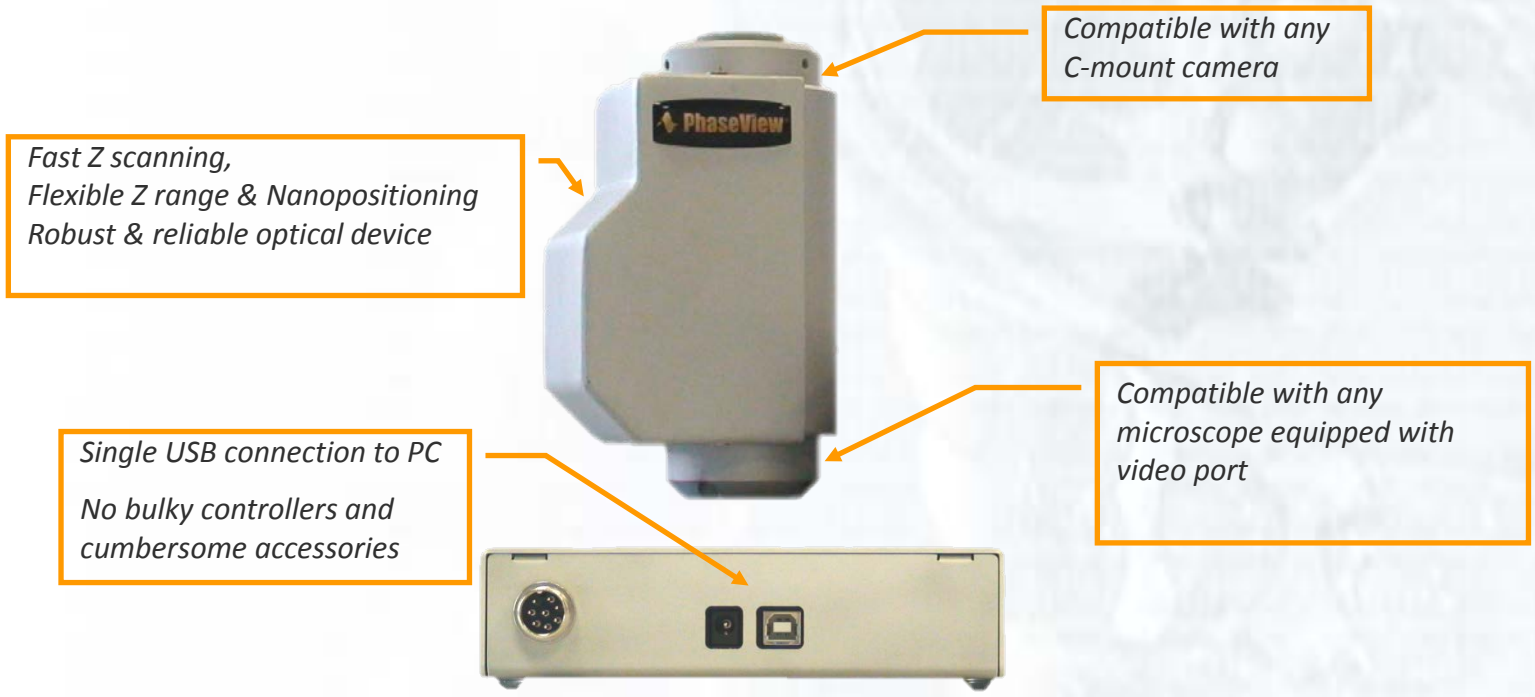 Compatible with any
C-mount camera
PhaseView
Fast Z scanning,
Flexible Z range & Nanopositioning
Robust & reliable optical device
Compatible with any
microscope equipped with
video port
Single USB connection to PC
No bulky controllers and
cumbersome accessories